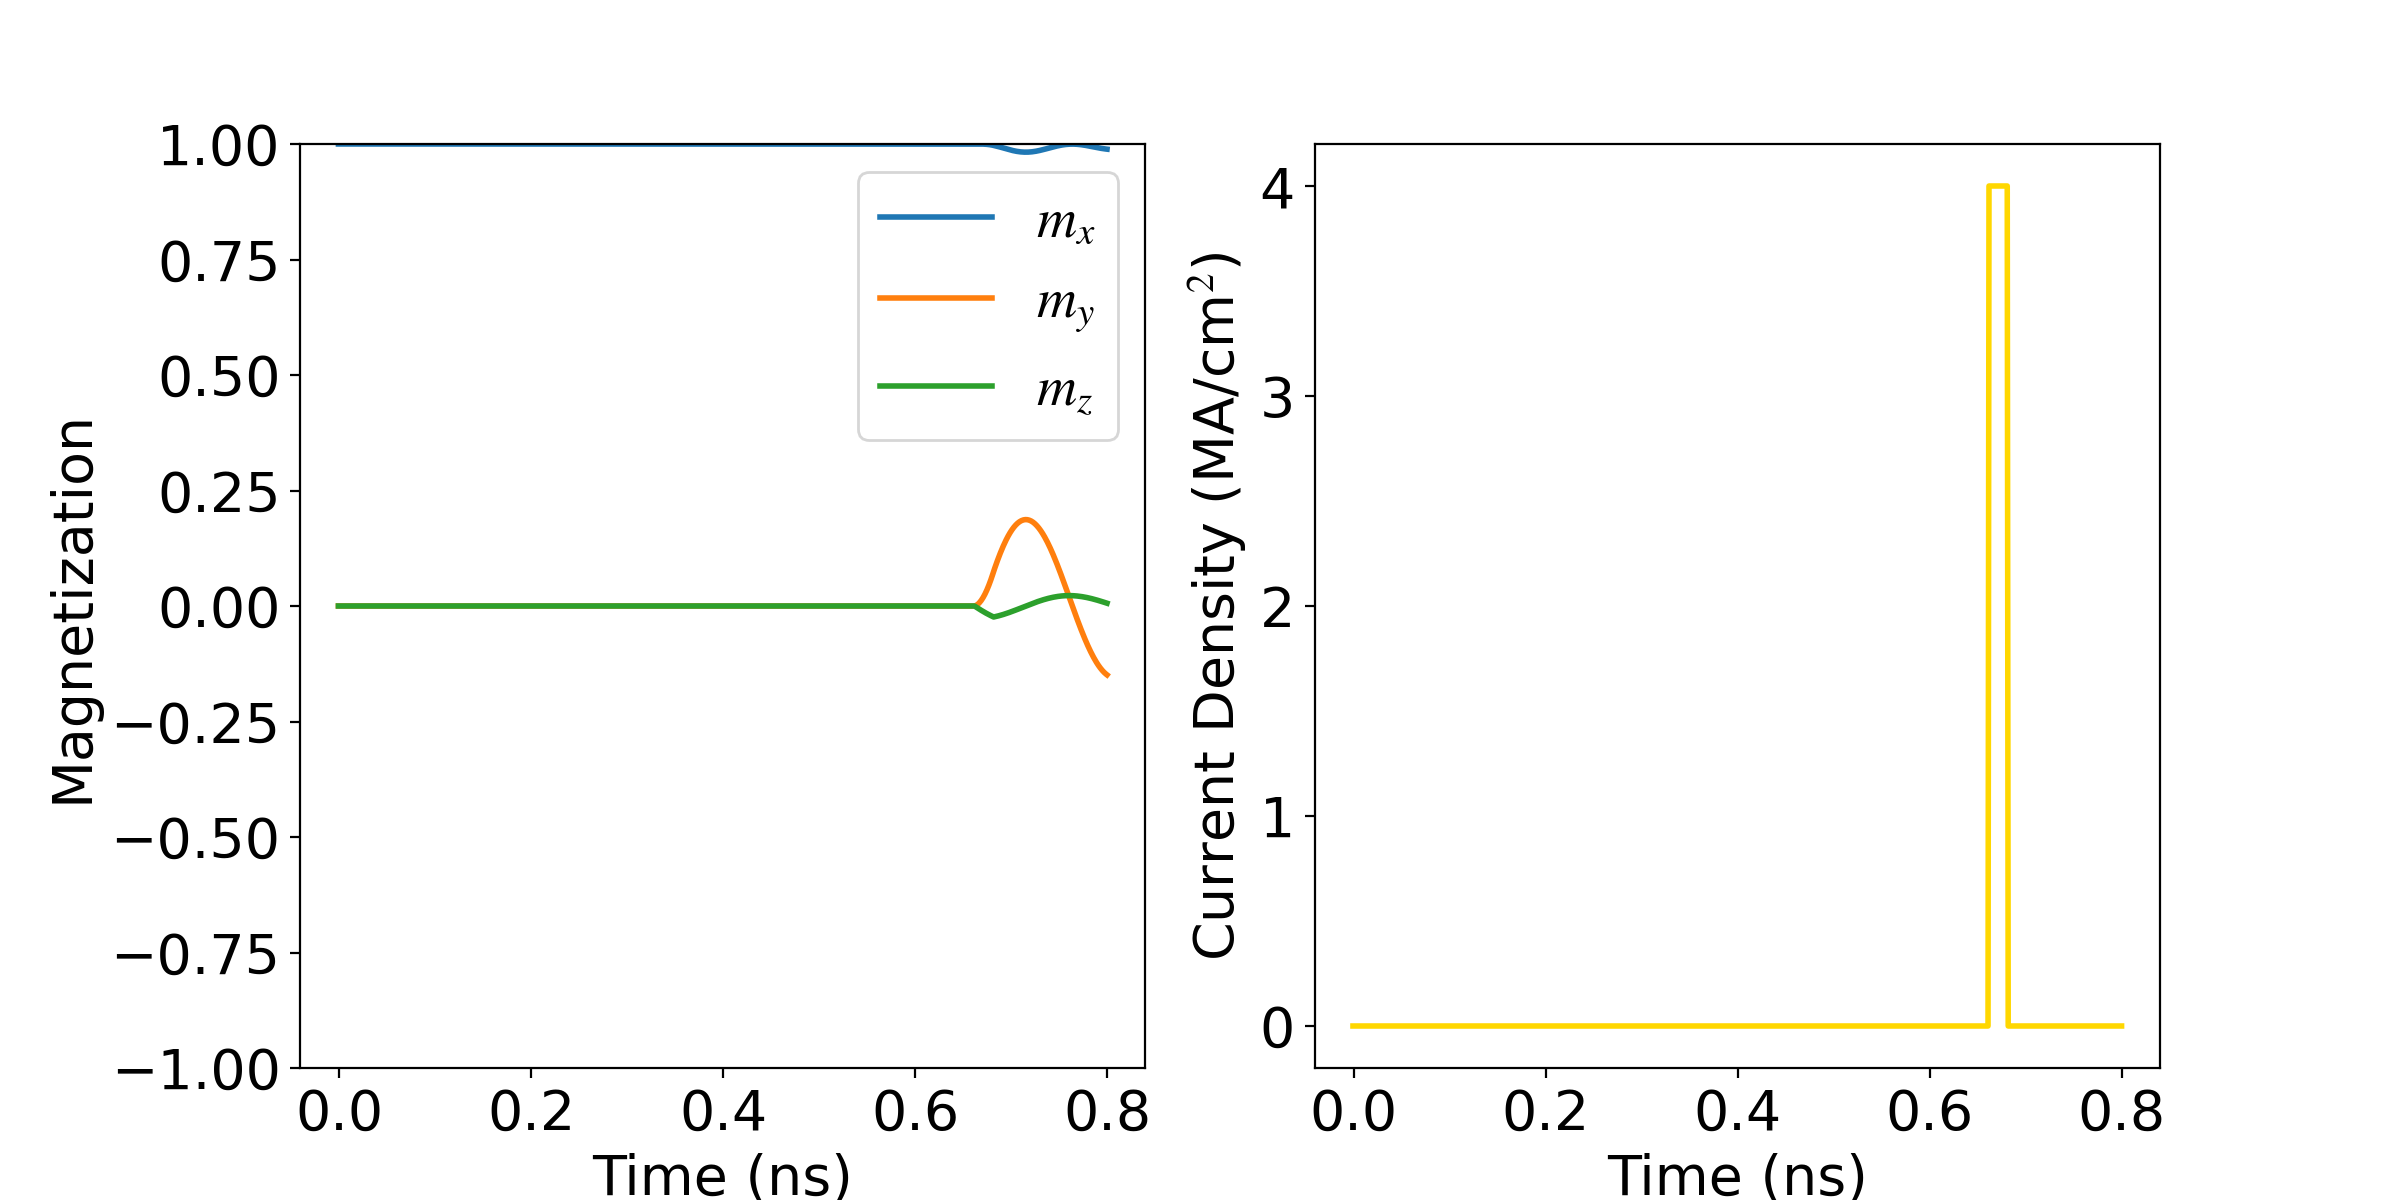 1.00
0.75
0.50
0.25
0.00
−0.25
−0.50
−0.75
−1.00
Magnetization
0.0 0.2 0.4 0.6 0.8
Time (ns)
m_x
m_y
m_z
4
3
2
1
0
Current Density (MA/cm²)
0.0 0.2 0.4 0.6 0.8
Time (ns)